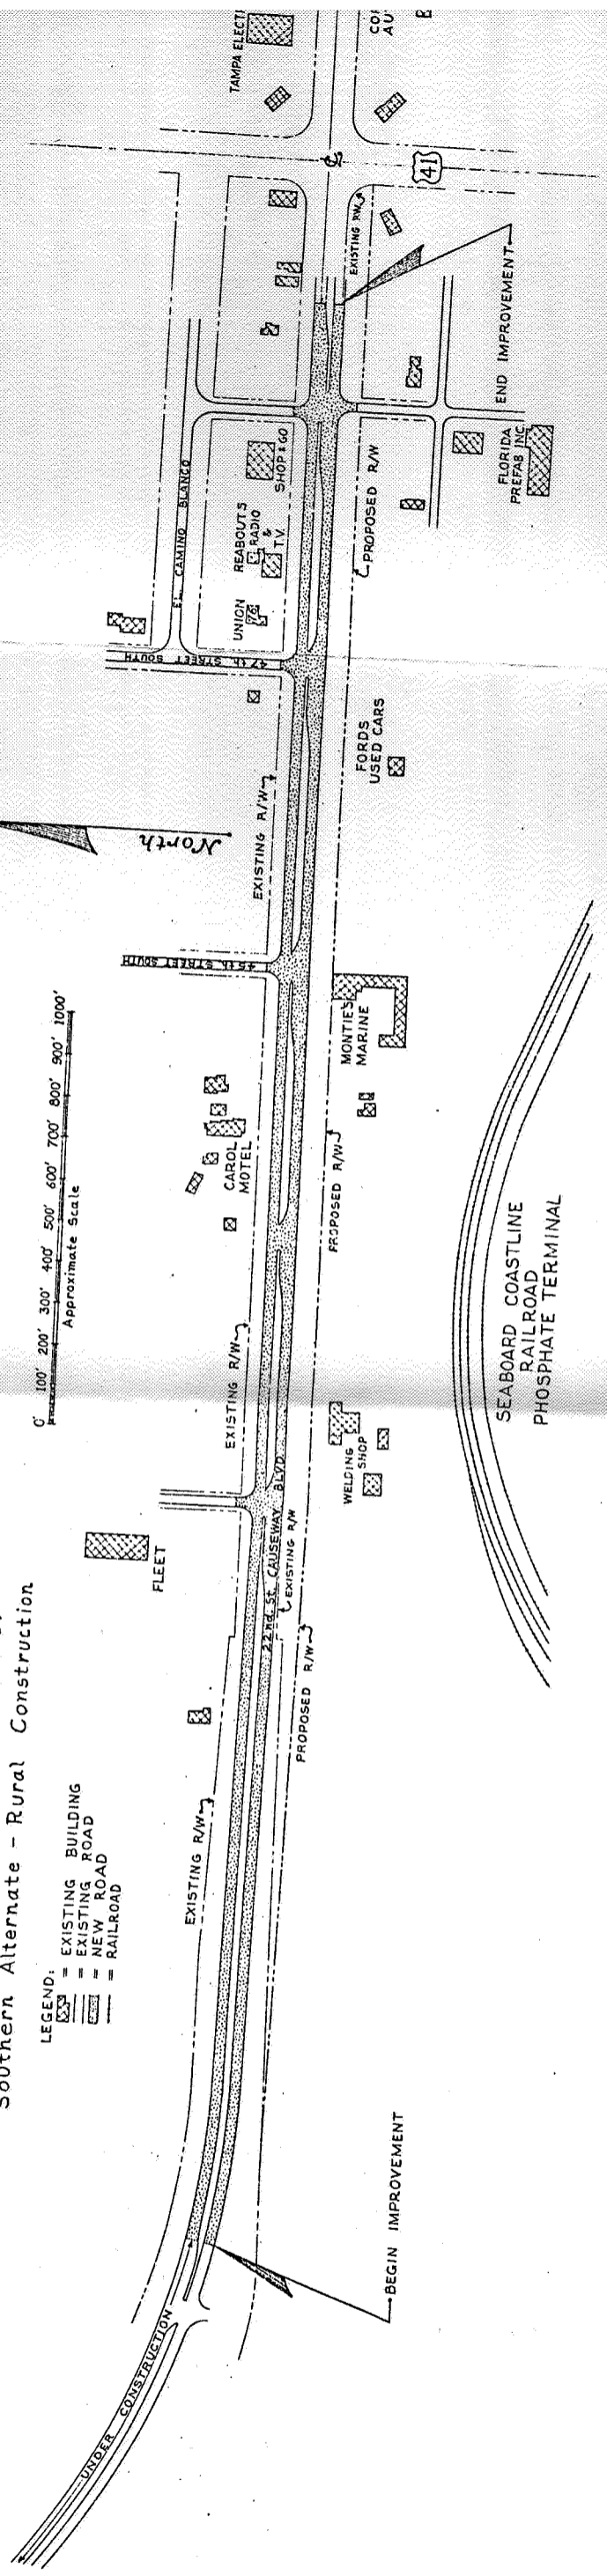 Southern Alternate - Rural Construction
LEGEND:
= EXISTING BUILDING
= EXISTING ROAD
= NEW ROAD
= RAILROAD
0' 100' 200' 300' 400' 500' 600' 700' 800' 900' 1000'
Approximate Scale
North
UNDER CONSTRUCTION
BEGIN IMPROVEMENT
EXISTING R/W
PROPOSED R/W
22nd St. CAUSEWAY BLVD.
EXISTING R/W
FLEET
EXISTING R/W
WELDING
SHOP
CAROL
MOTEL
PROPOSED R/W
MONTIES
MARINE
SEABOARD COASTLINE
RAILROAD
PHOSPHATE TERMINAL
45th STREET SOUTH
EXISTING R/W
FORDS
USED CARS
47th STREET SOUTH
EL CAMINO BLANCO
UNION
76
REABOUTS
RADIO
&
T.V.
SHOP & GO
PROPOSED R/W
FLORIDA
PREFAB INC.
END IMPROVEMENT
EXISTING R/W
41
TAMPA ELECTI